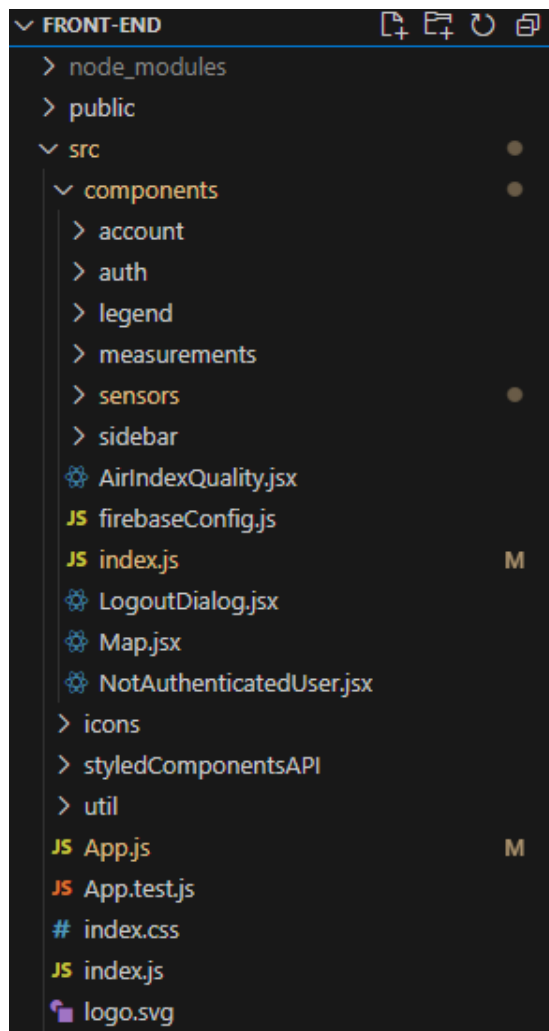 FRONT-END
node_modules
public
src
components
account
auth
legend
measurements
sensors
sidebar
AirIndexQuality.jsx
JS firebaseConfig.js
JS index.js M
LogoutDialog.jsx
Map.jsx
NotAuthenticatedUser.jsx
icons
styledComponentsAPI
util
JS App.js M
JS App.test.js
# index.css
JS index.js
logo.svg